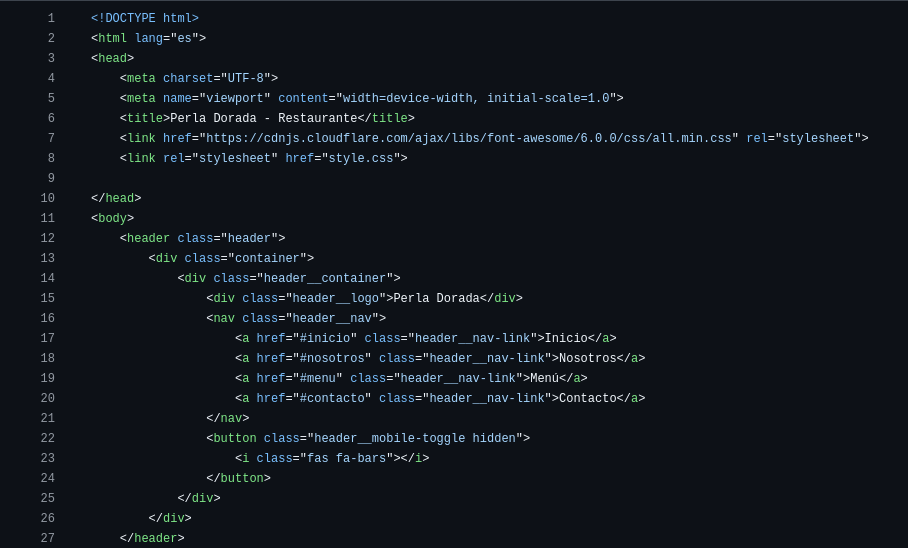 1 <!DOCTYPE html>
2 <html lang="es">
3 <head>
4     <meta charset="UTF-8">
5     <meta name="viewport" content="width=device-width, initial-scale=1.0">
6     <title>Perla Dorada - Restaurante</title>
7     <link href="https://cdnjs.cloudflare.com/ajax/libs/font-awesome/6.0.0/css/all.min.css" rel="stylesheet">
8     <link rel="stylesheet" href="style.css">
9
10 </head>
11 <body>
12     <header class="header">
13         <div class="container">
14             <div class="header__container">
15                 <div class="header__logo">Perla Dorada</div>
16                 <nav class="header__nav">
17                     <a href="#inicio" class="header__nav-link">Inicio</a>
18                     <a href="#nosotros" class="header__nav-link">Nosotros</a>
19                     <a href="#menu" class="header__nav-link">Menú</a>
20                     <a href="#contacto" class="header__nav-link">Contacto</a>
21                 </nav>
22                 <button class="header__mobile-toggle hidden">
23                     <i class="fas fa-bars"></i>
24                 </button>
25             </div>
26         </div>
27     </header>